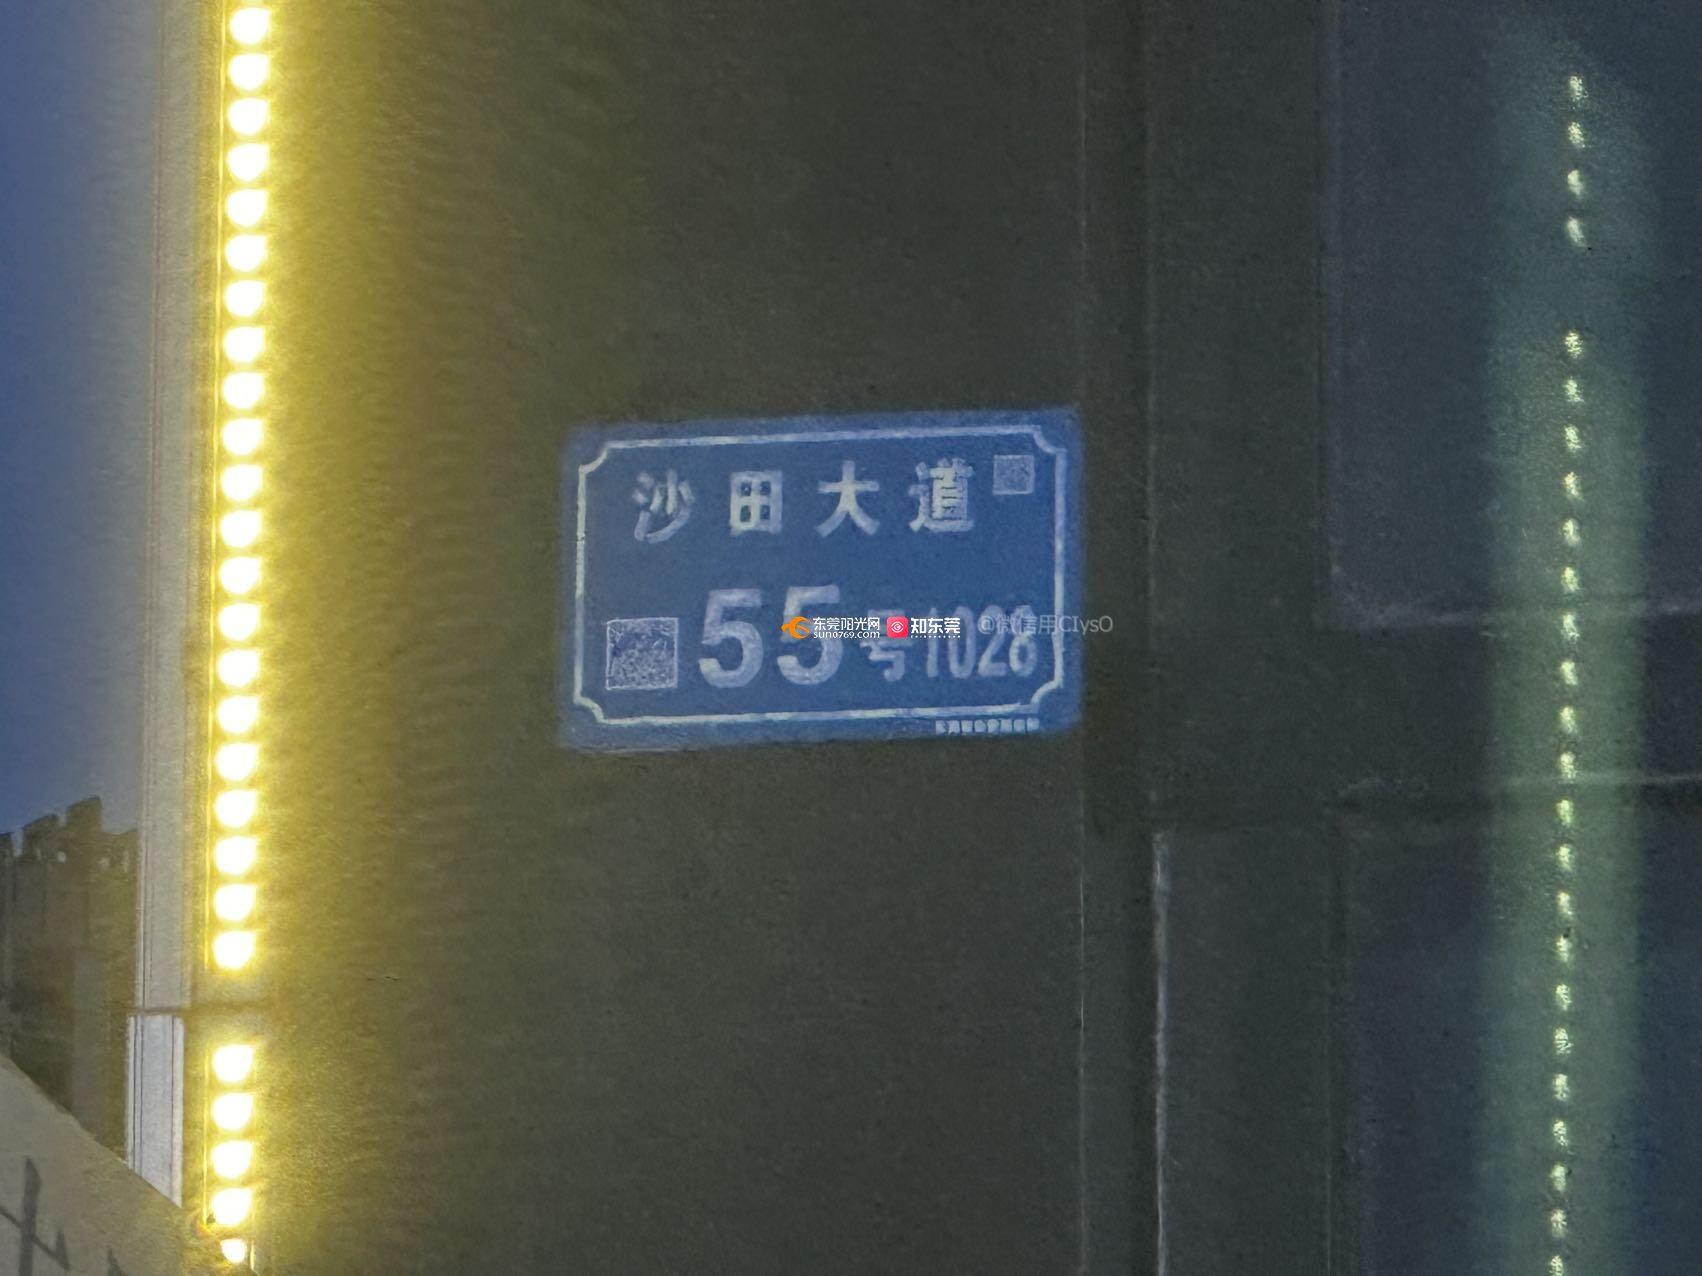 沙田大道
55号1028
东莞阳光网 知东莞 @微信用CIysO
sun0769.com